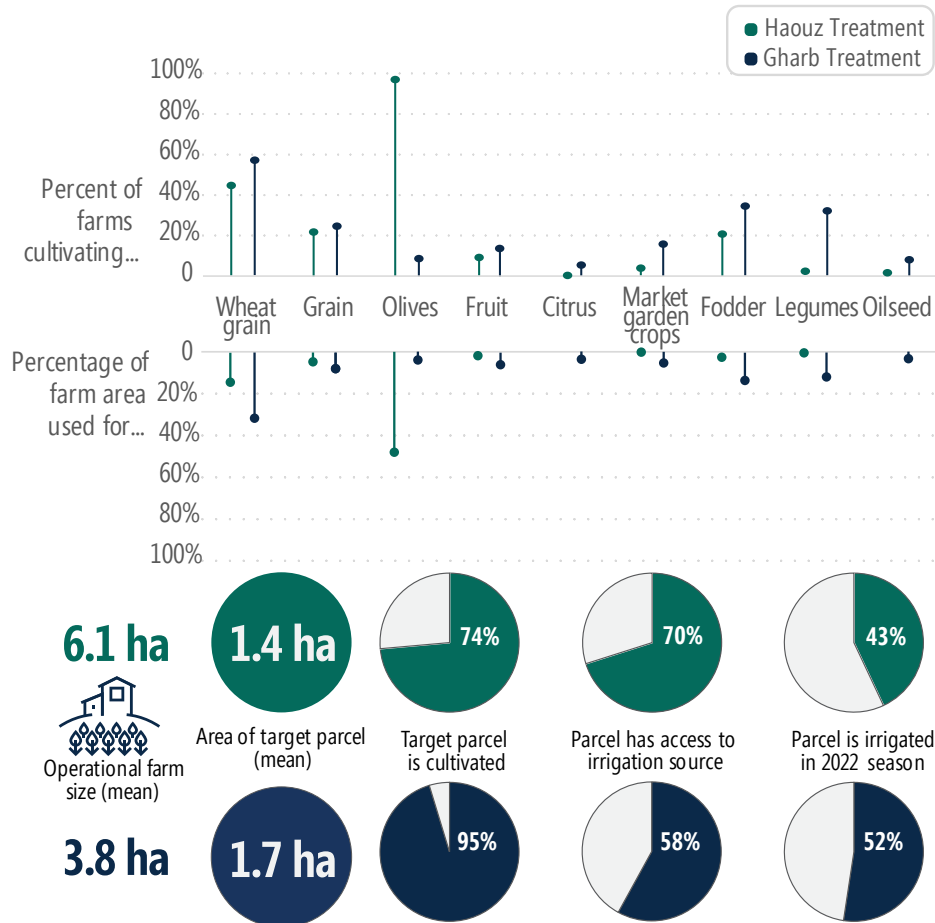 Haouz Treatment
Gharb Treatment
100%
80%
60%
40%
20%
0
Percent of
farms
cultivating...
Wheat
grain
Grain
Olives
Fruit
Citrus
Market
garden
crops
Fodder
Legumes
Oilseed
Percentage of
farm area
used for...
0
20%
40%
60%
80%
100%
6.1 ha
1.4 ha
74%
70%
43%
Operational farm
size (mean)
Area of target parcel
(mean)
Target parcel
is cultivated
Parcel has access to
irrigation source
Parcel is irrigated
in 2022 season
3.8 ha
1.7 ha
95%
58%
52%